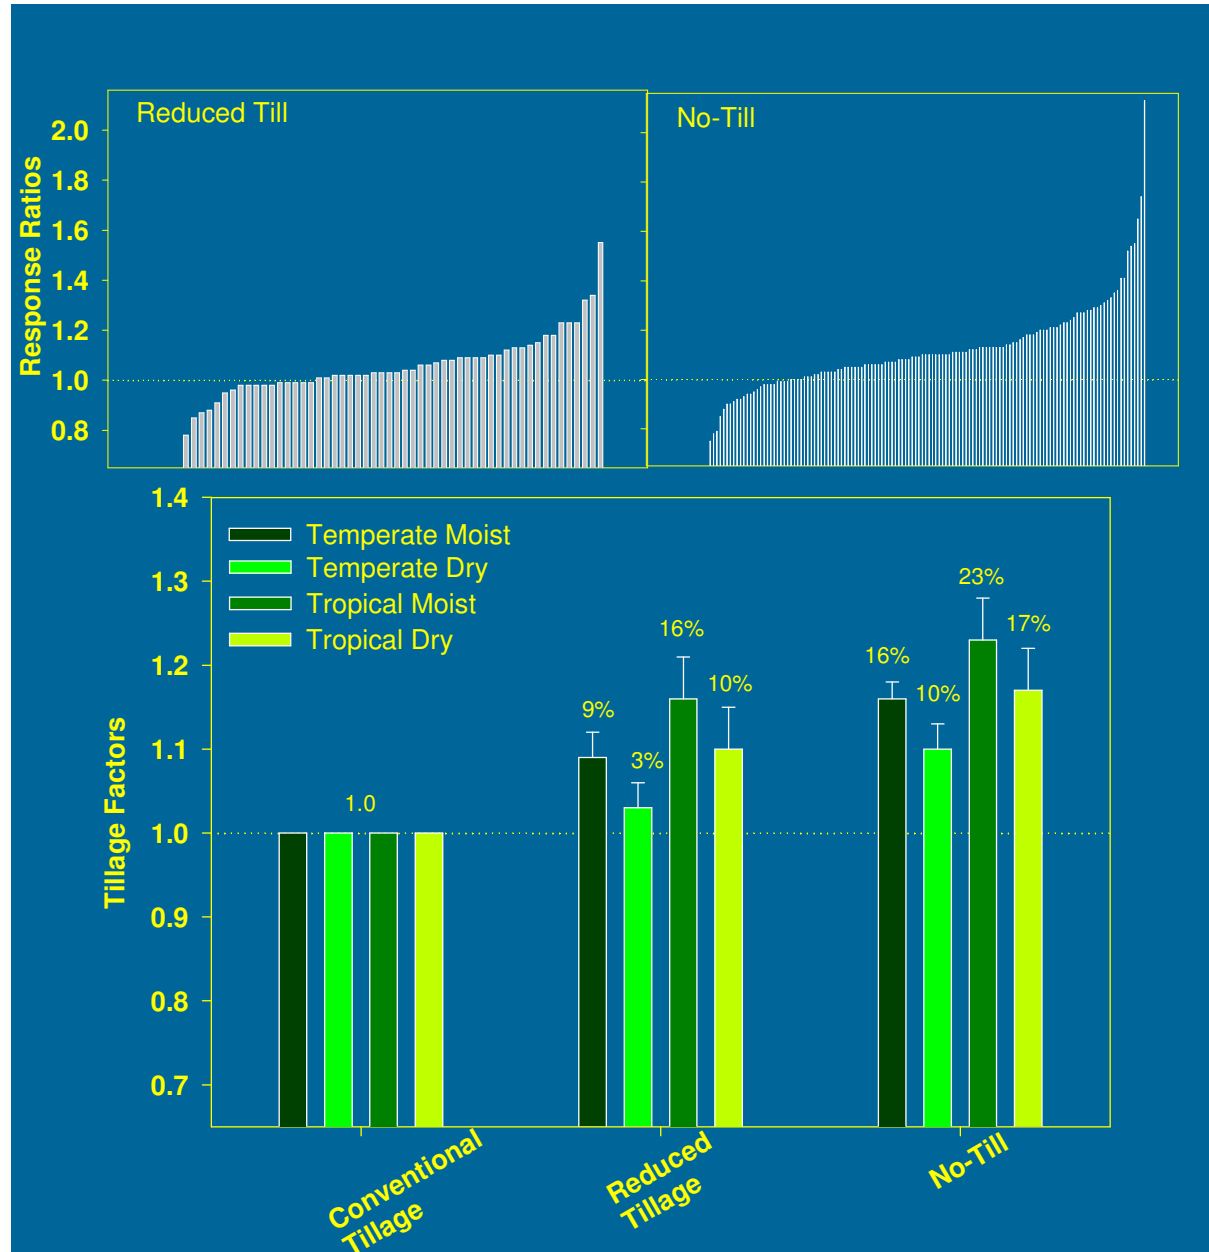 Reduced Till
No-Till
Response Ratios
2.0
1.8
1.6
1.4
1.2
1.0
0.8
Tillage Factors
1.4
1.3
1.2
1.1
1.0
0.9
0.8
0.7
Temperate Moist
Temperate Dry
Tropical Moist
Tropical Dry
1.0
9%
3%
16%
10%
16%
10%
23%
17%
Conventional
Tillage
Reduced
Tillage
No-Till